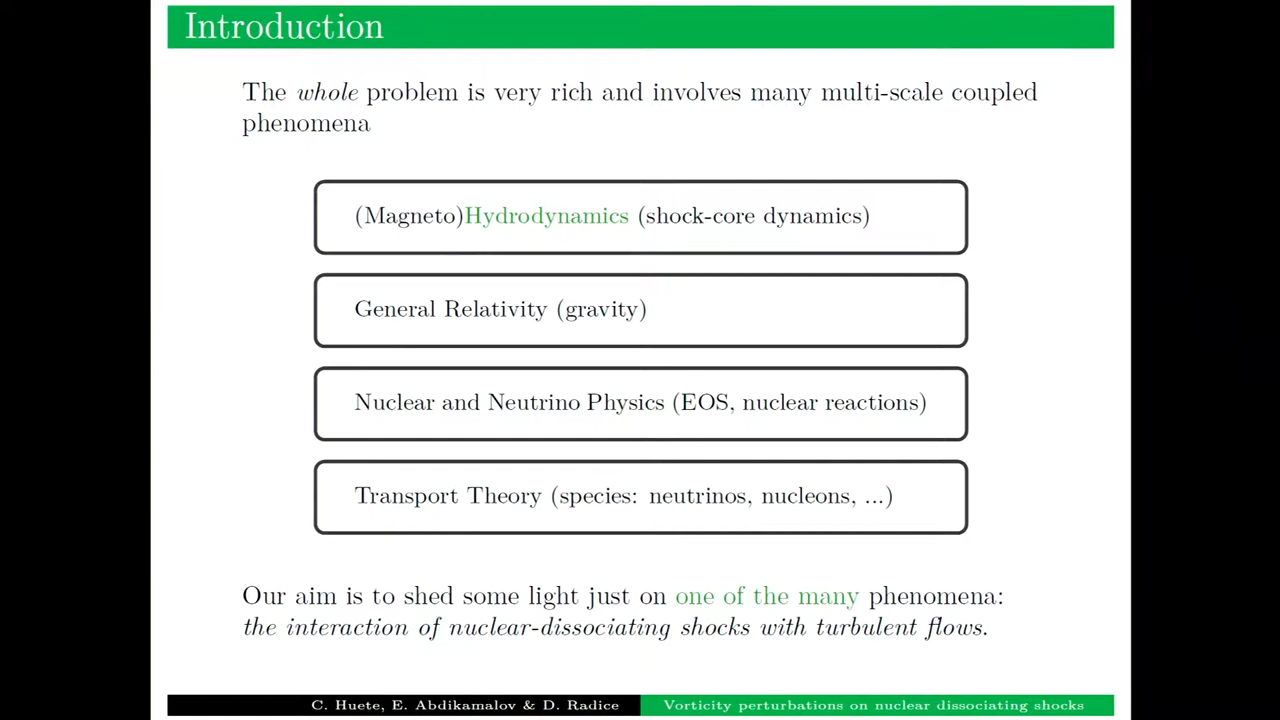 Introduction
The whole problem is very rich and involves many multi-scale coupled
phenomena
(Magneto)Hydrodynamics (shock-core dynamics)
General Relativity (gravity)
Nuclear and Neutrino Physics (EOS, nuclear reactions)
Transport Theory (species: neutrinos, nucleons, ...)
Our aim is to shed some light just on one of the many phenomena:
the interaction of nuclear-dissociating shocks with turbulent flows.
C. Huete, E. Abdikamalov & D. Radice
Vorticity perturbations on nuclear dissociating shocks